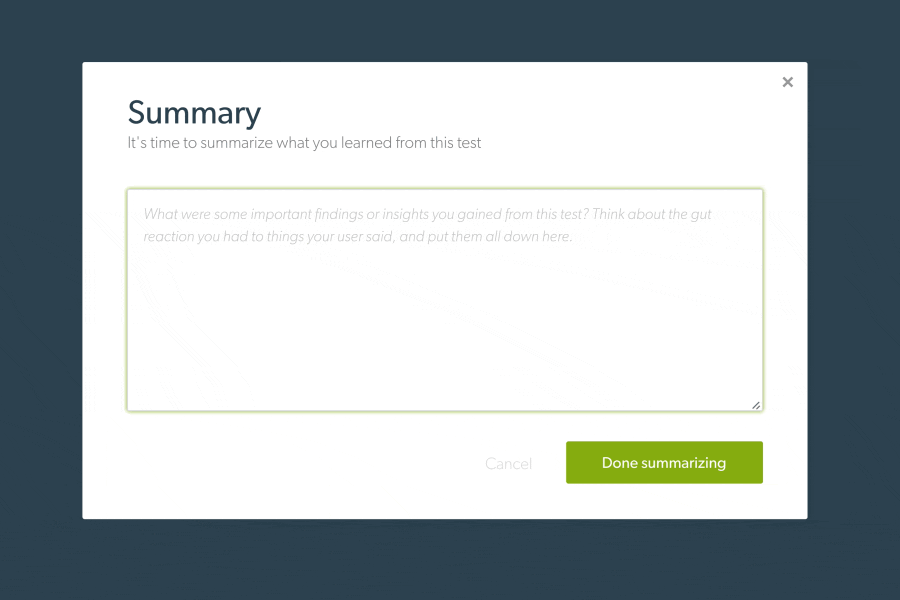 ×
Summary
It's time to summarize what you learned from this test
What were some important findings or insights you gained from this test? Think about the gut
reaction you had to things your user said, and put them all down here.
Cancel
Done summarizing